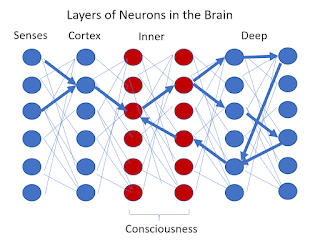 Layers of Neurons in the Brain
Senses Cortex Inner Deep
Consciousness